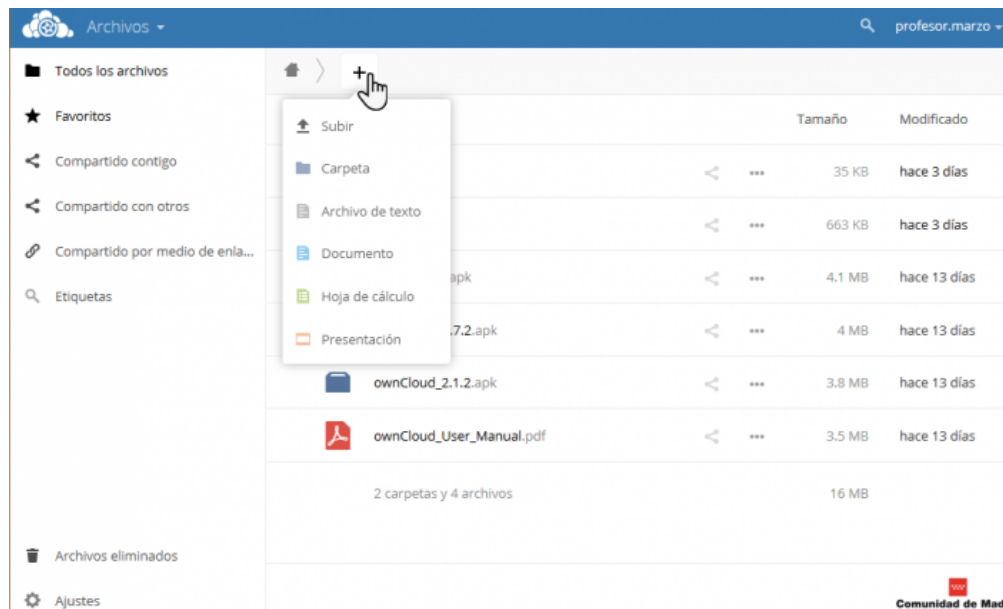 Archivos
profesor.marzo
Todos los archivos
Favoritos
Compartido contigo
Compartido con otros
Compartido por medio de enla...
Etiquetas
Archivos eliminados
Ajustes
+
Subir
Carpeta
Archivo de texto
Documento
Hoja de cálculo
Presentación
Tamaño Modificado
35 KB hace 3 días
663 KB hace 3 días
apk 4.1 MB hace 13 días
.7.2.apk 4 MB hace 13 días
ownCloud_2.1.2.apk 3.8 MB hace 13 días
ownCloud_User_Manual.pdf 3.5 MB hace 13 días
2 carpetas y 4 archivos 16 MB
Comunidad de Mad